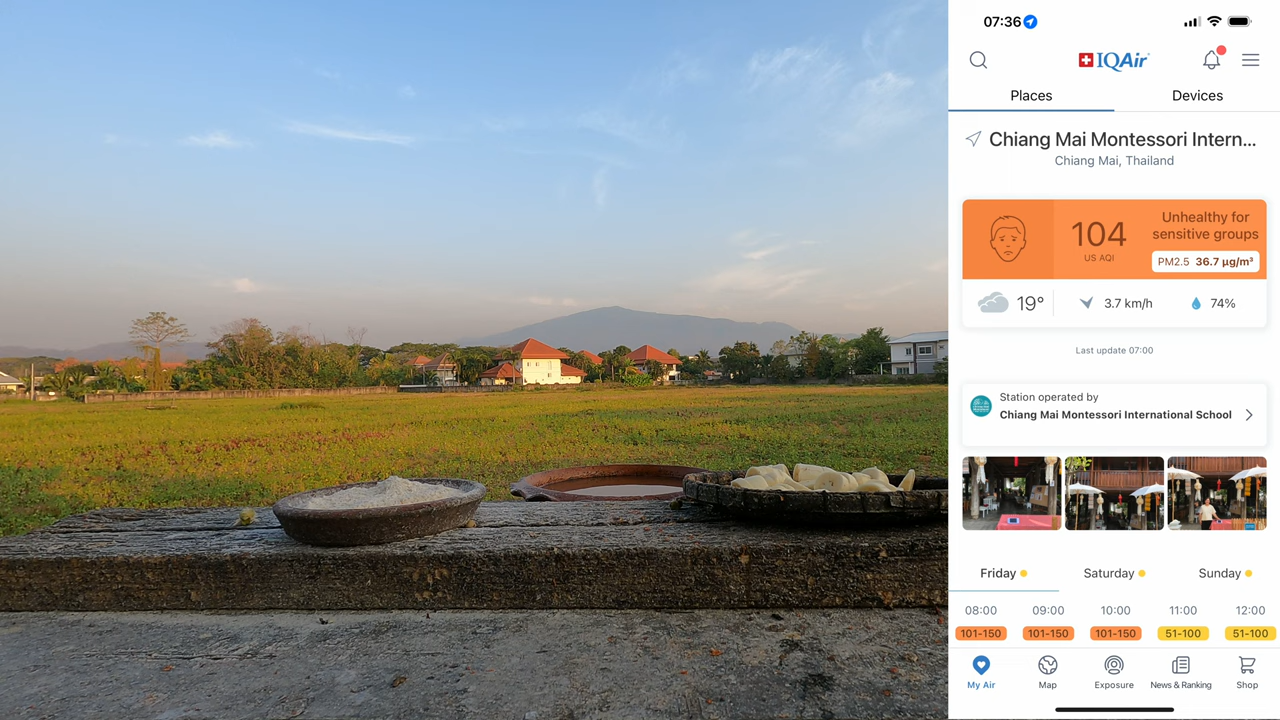 07:36
IQAir
Places
Devices
Chiang Mai Montessori Intern...
Chiang Mai, Thailand
104
US AQI
Unhealthy for
sensitive groups
PM2.5 36.7 µg/m³
19°
3.7 km/h
74%
Last update 07:00
Station operated by
Chiang Mai Montessori International School
Friday
Saturday
Sunday
08:00
09:00
10:00
11:00
12:00
101-150
101-150
101-150
51-100
51-100
My Air
Map
Exposure
News & Ranking
Shop